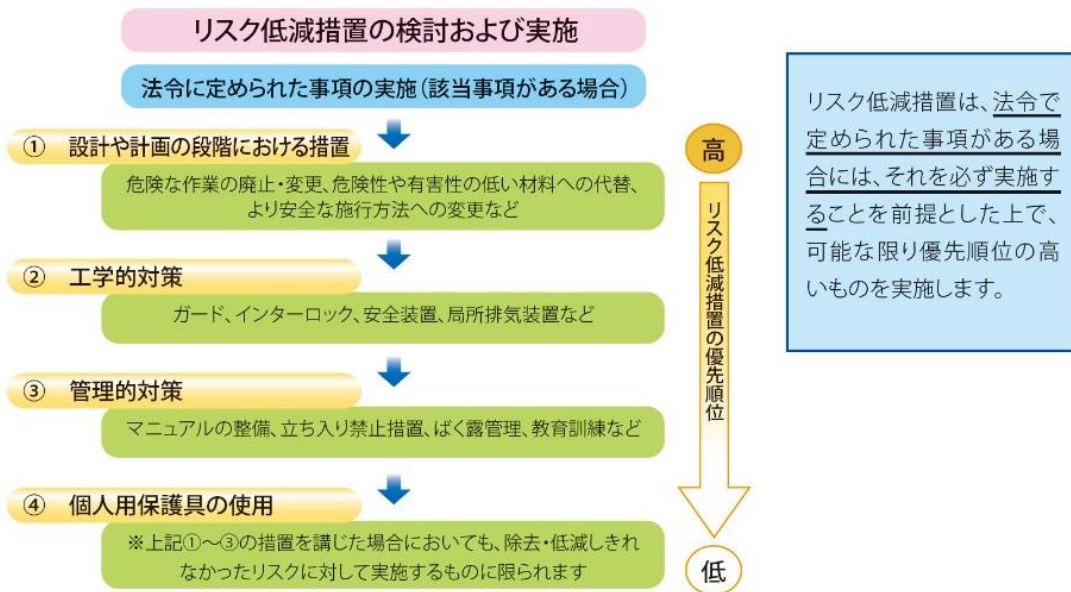 リスク低減措置の検討および実施
法令に定められた事項の実施(該当事項がある場合)
① 設計や計画の段階における措置
危険な作業の廃止・変更、危険性や有害性の低い材料への代替、
より安全な施行方法への変更など
② 工学的対策
ガード、インターロック、安全装置、局所排気装置など
③ 管理的対策
マニュアルの整備、立ち入り禁止措置、ばく露管理、教育訓練など
④ 個人用保護具の使用
※上記①〜③の措置を講じた場合においても、除去・低減しきれ
なかったリスクに対して実施するものに限られます
高
リスク低減措置の優先順位
低
リスク低減措置は、法令で
定められた事項がある場
合には、それを必ず実施す
ることを前提とした上で、
可能な限り優先順位の高
いものを実施します。